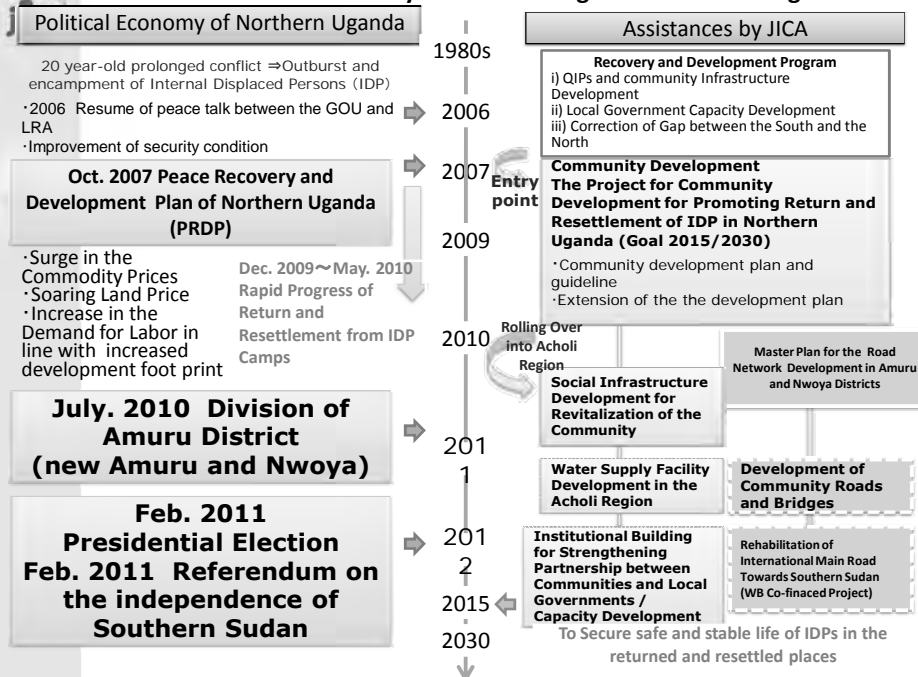 Political Economy of Northern Uganda
20 year-old prolonged conflict ⇒Outburst and
encampment of Internal Displaced Persons (IDP)
・2006 Resume of peace talk between the GOU and
LRA
・Improvement of security condition
Oct. 2007 Peace Recovery and
Development Plan of Northern Uganda
(PRDP)
・Surge in the
Commodity Prices
・Soaring Land Price
・Increase in the
Demand for Labor in
line with increased
development foot print
Dec. 2009～May. 2010
Rapid Progress of
Return and
Resettlement from IDP
Camps
July. 2010 Division of
Amuru District
(new Amuru and Nwoya)
Feb. 2011
Presidential Election
Feb. 2011 Referendum on
the independence of
Southern Sudan
1980s
2006
2007
2009
2010
201
1
201
2
2015
2030
Assistances by JICA
Recovery and Development Program
i) QIPs and community Infrastructure
Development
ii) Local Government Capacity Development
iii) Correction of Gap between the South and the
North
Entry
point
Community Development
The Project for Community
Development for Promoting Return and
Resettlement of IDP in Northern
Uganda (Goal 2015/2030)
・Community development plan and
guideline
・Extension of the the development plan
Rolling Over
into Acholi
Region
Social Infrastructure
Development for
Revitalization of the
Community
Master Plan for the Road
Network Development in Amuru
and Nwoya Districts
Water Supply Facility
Development in the
Acholi Region
Development of
Community Roads
and Bridges
Institutional Building
for Strengthening
Partnership between
Communities and Local
Governments /
Capacity Development
Rehabilitation of
International Main Road
Towards Southern Sudan
(WB Co-finaced Project)
To Secure safe and stable life of IDPs in the
returned and resettled places